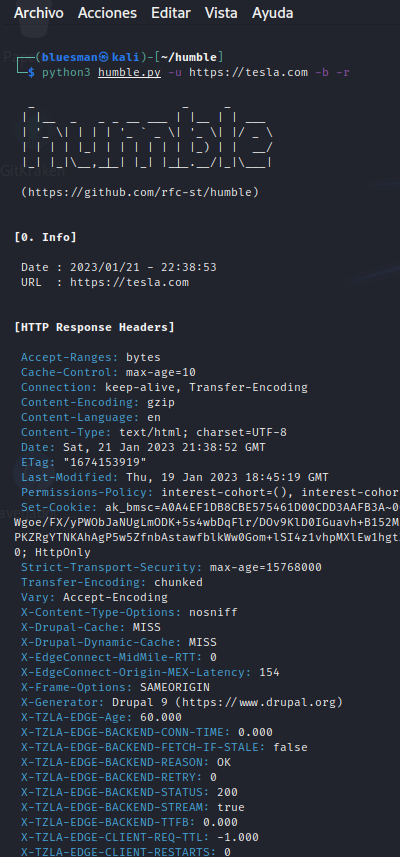 Archivo Acciones Editar Vista Ayuda
(bluesman㉿kali)-[~/humble]
$ python3 humble.py -u https://tesla.com -b -r
humble
(https://github.com/rfc-st/humble)
[0. Info]
Date : 2023/01/21 - 22:38:53
URL : https://tesla.com
[HTTP Response Headers]
Accept-Ranges: bytes
Cache-Control: max-age=10
Connection: keep-alive, Transfer-Encoding
Content-Encoding: gzip
Content-Language: en
Content-Type: text/html; charset=UTF-8
Date: Sat, 21 Jan 2023 21:38:52 GMT
ETag: "1674153919"
Last-Modified: Thu, 19 Jan 2023 18:45:19 GMT
Permissions-Policy: interest-cohort=(), interest-cohor
Set-Cookie: ak_bmsc=A0A4EF1DB8CBE575461D00CDD3AAFB3A~0
Wgoe/FX/yPWObJaNUgLmODK+5s4wbDqFlr/DOv9KlD0IGuavh+B152M
PKZRgYTNKAhAgP5w5ZfnbAstawfblkWw0Gom+lSI4z1vhpMXlEw1hgt
0; HttpOnly
Strict-Transport-Security: max-age=15768000
Transfer-Encoding: chunked
Vary: Accept-Encoding
X-Content-Type-Options: nosniff
X-Drupal-Cache: MISS
X-Drupal-Dynamic-Cache: MISS
X-EdgeConnect-MidMile-RTT: 0
X-EdgeConnect-Origin-MEX-Latency: 154
X-Frame-Options: SAMEORIGIN
X-Generator: Drupal 9 (https://www.drupal.org)
X-TZLA-EDGE-Age: 60.000
X-TZLA-EDGE-BACKEND-CONN-TIME: 0.000
X-TZLA-EDGE-BACKEND-FETCH-IF-STALE: false
X-TZLA-EDGE-BACKEND-REASON: OK
X-TZLA-EDGE-BACKEND-RETRY: 0
X-TZLA-EDGE-BACKEND-STATUS: 200
X-TZLA-EDGE-BACKEND-STREAM: true
X-TZLA-EDGE-BACKEND-TTFB: 0.000
X-TZLA-EDGE-CLIENT-REQ-TTL: -1.000
X-TZLA-EDGE-CLIENT-RESTARTS: 0